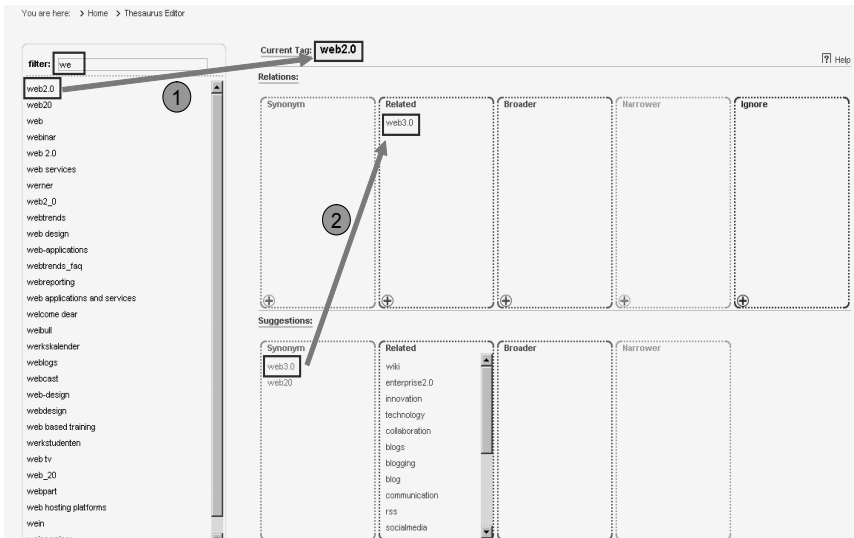 You are here: > Home > Thesaurus Editor
filter: we
web2.0
web20
web
webinar
web 2.0
web services
werner
web2_0
webtrends
web design
web-applications
webtrends_faq
webreporting
web applications and services
welcome dear
weibull
werkskalender
weblogs
webcast
web-design
webdesign
web based training
werkstudenten
web tv
web_20
webpart
web hosting platforms
wein
1
Current Tag: web2.0
? Help
Relations:
Synonym
Related
web3.0
Broader
Narrower
Ignore
2
Suggestions:
Synonym
web3.0
web20
Related
wiki
enterprise2.0
innovation
technology
collaboration
blogs
blogging
blog
communication
rss
socialmedia
Broader
Narrower